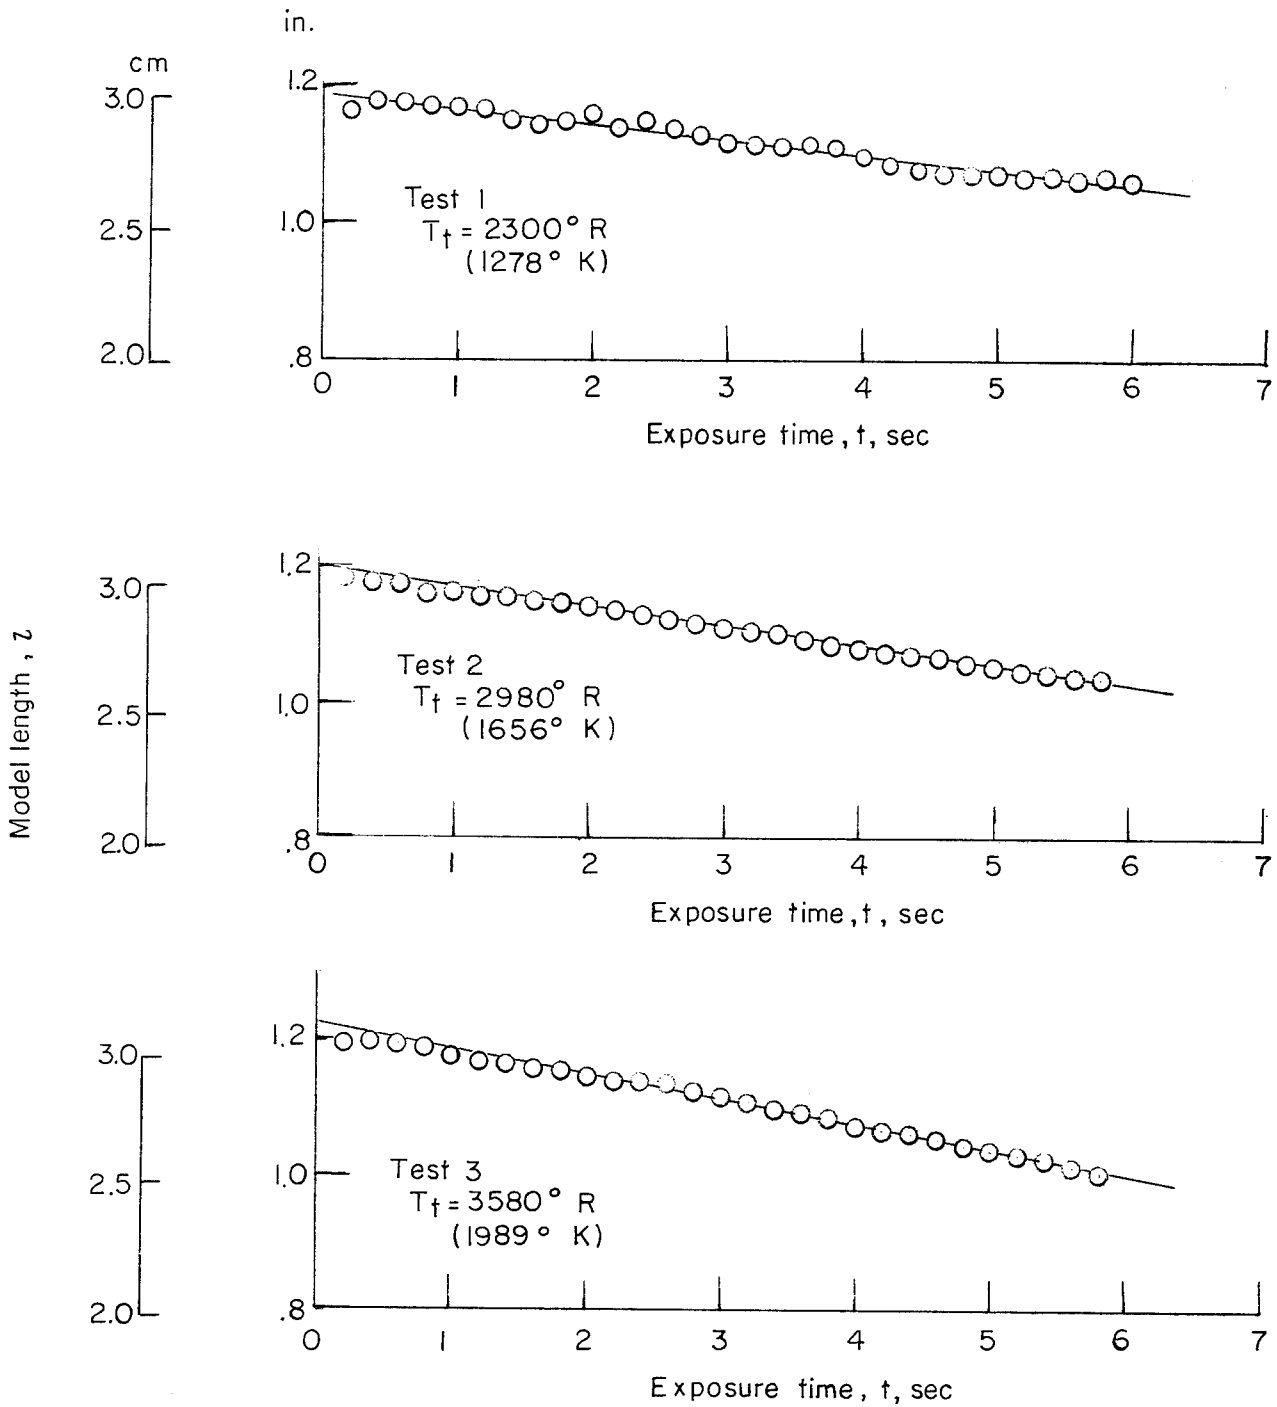 in.
cm
1.2
3.0
Test 1
Tt = 2300° R
(1278° K)
1.0
2.5
2.0
.8
0 1 2 3 4 5 6 7
Exposure time, t, sec
1.2
3.0
Test 2
Tt = 2980° R
(1656° K)
1.0
2.5
2.0
.8
0 1 2 3 4 5 6 7
Exposure time, t, sec
Model length, l
1.2
3.0
Test 3
Tt = 3580° R
(1989° K)
1.0
2.5
2.0
.8
0 1 2 3 4 5 6 7
Exposure time, t, sec